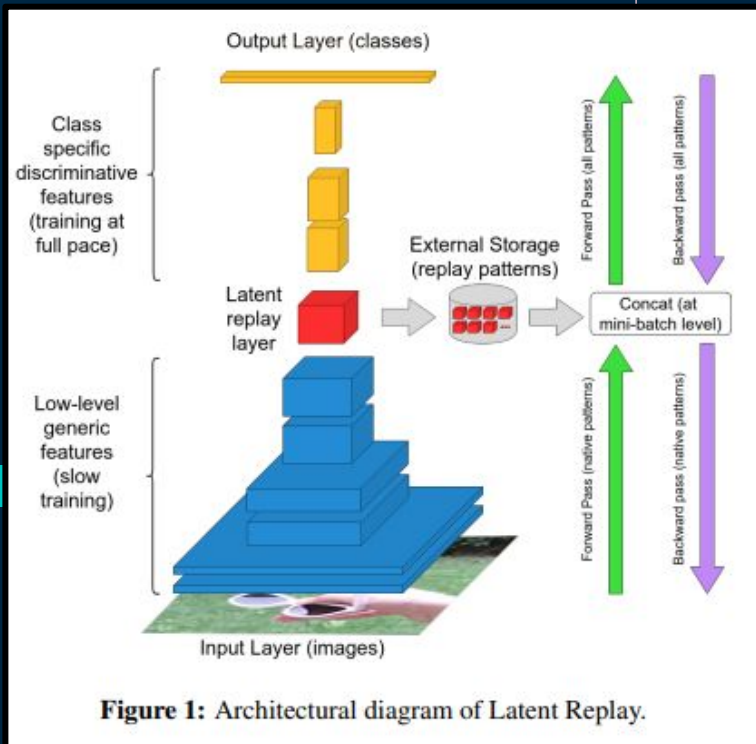 Output Layer (classes)
Class
specific
discriminative
features
(training at
full pace)
External Storage
(replay patterns)
Latent
replay
layer
Concat (at
mini-batch level)
Forward Pass (all patterns)
Backward pass (all patterns)
Low-level
generic
features
(slow
training)
Forward Pass (native patterns)
Backward pass (native patterns)
Input Layer (images)
Figure 1: Architectural diagram of Latent Replay.